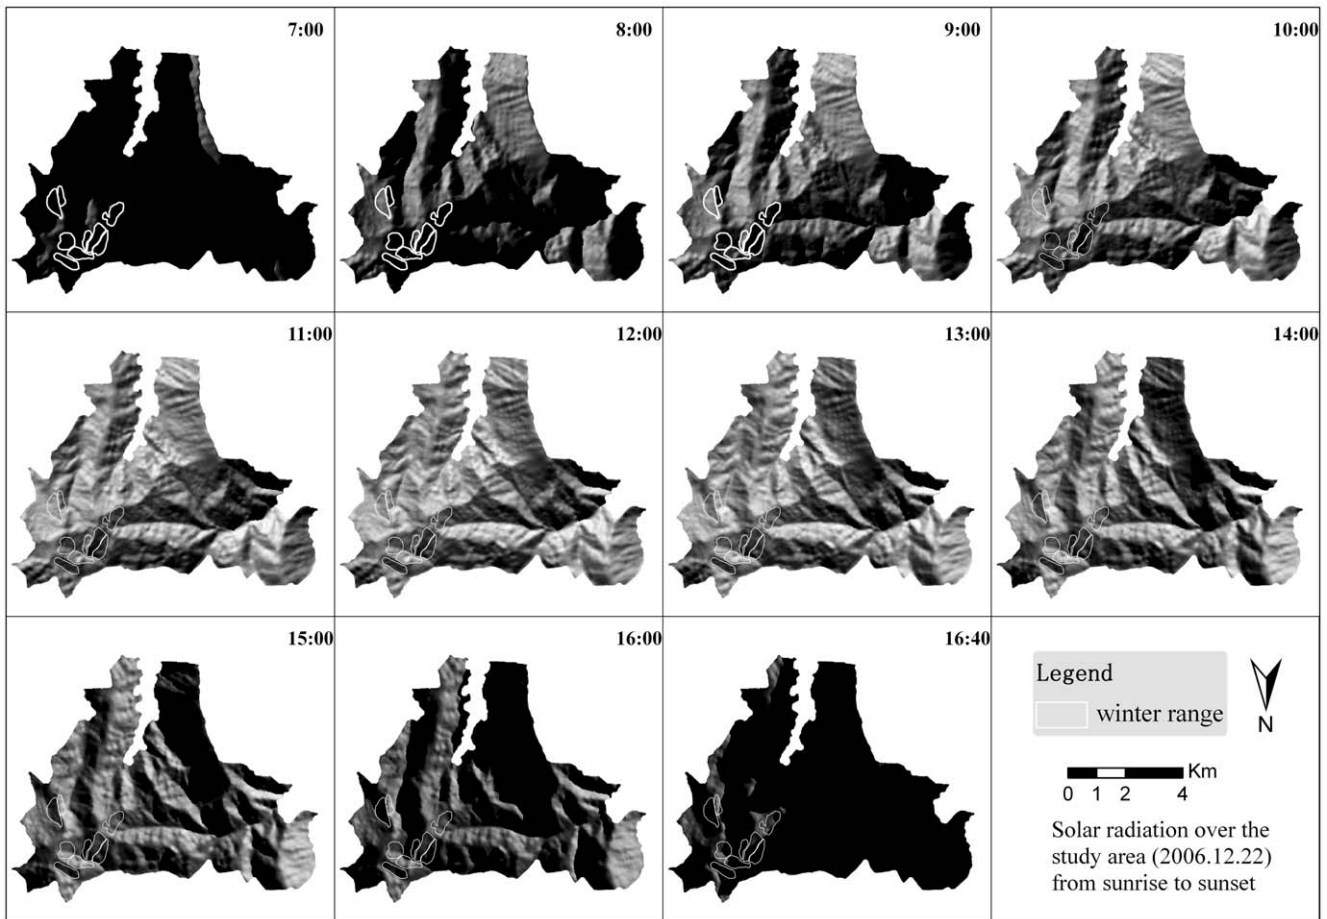 7:00
8:00
9:00
10:00
11:00
12:00
13:00
14:00
15:00
16:00
16:40
Legend
winter range
N
Km
0 1 2 4
Solar radiation over the
study area (2006.12.22)
from sunrise to sunset